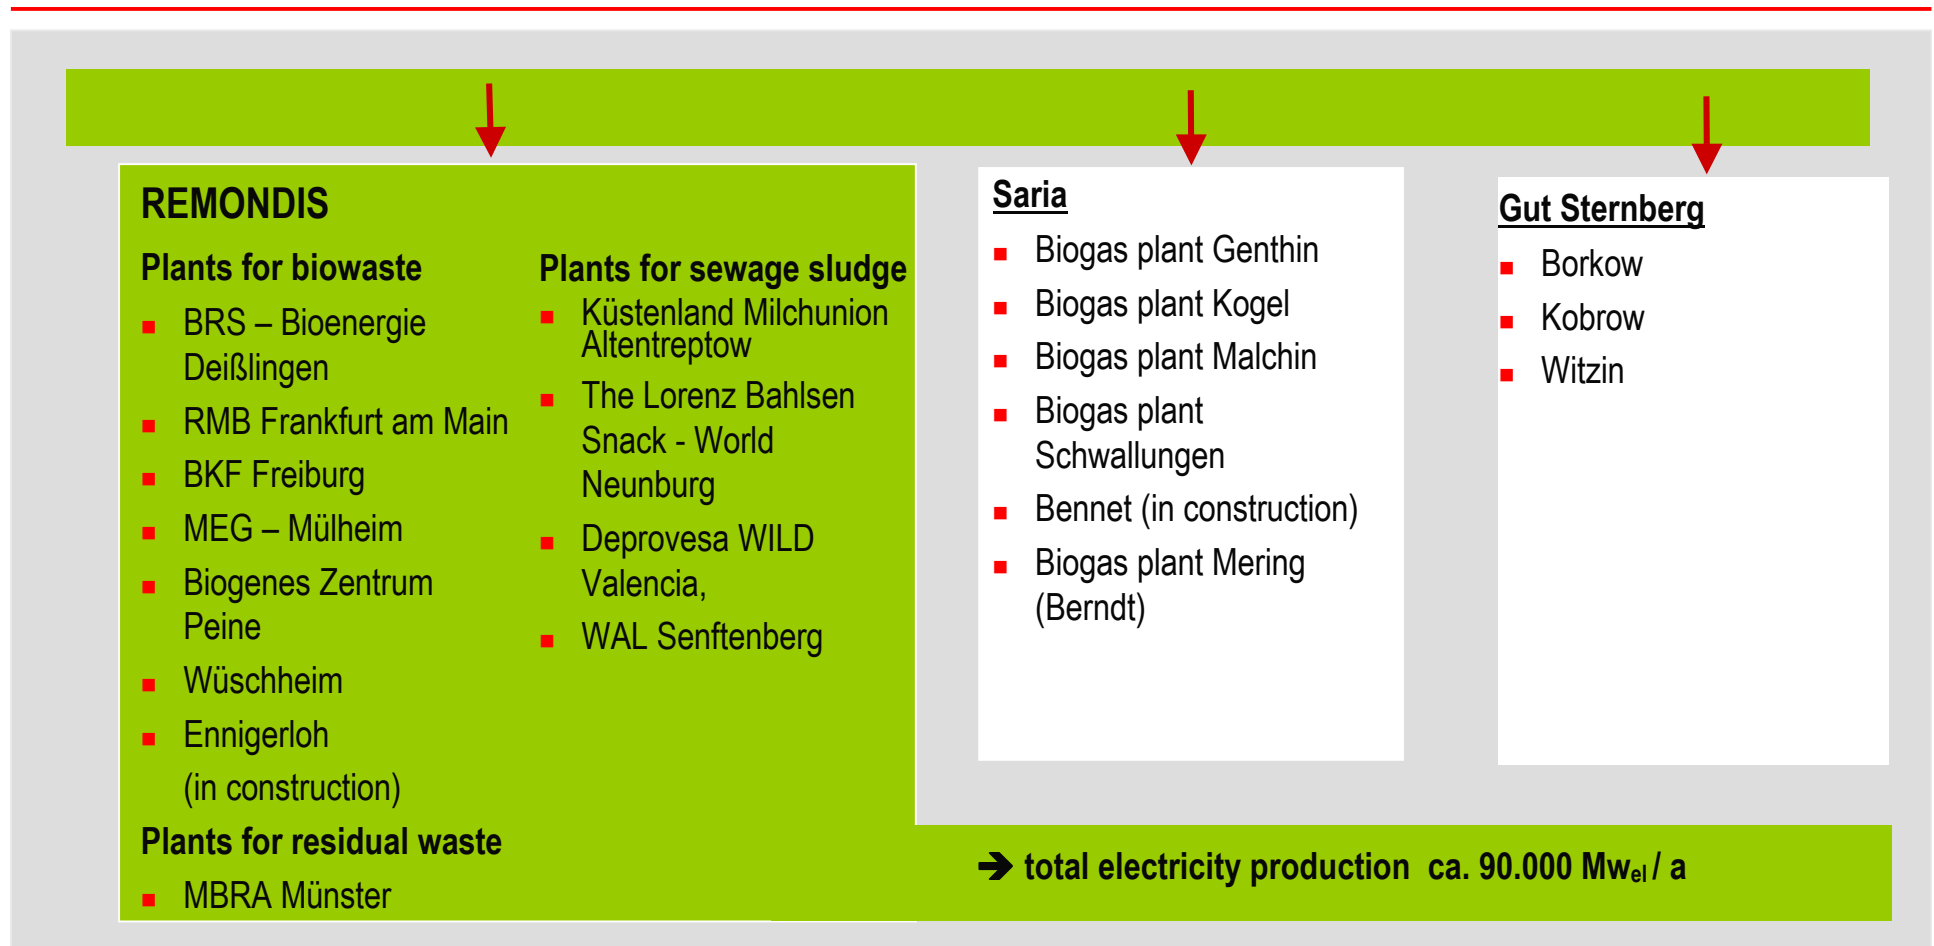 REMONDIS
Plants for biowaste
BRS – Bioenergie
Deißlingen
RMB Frankfurt am Main
BKF Freiburg
MEG – Mülheim
Biogenes Zentrum
Peine
Wüschheim
Ennigerloh
(in construction)
Plants for residual waste
MBRA Münster
Plants for sewage sludge
Küstenland Milchunion
Altentreptow
The Lorenz Bahlsen
Snack - World
Neunburg
Deprovesa WILD
Valencia,
WAL Senftenberg
Saria
Biogas plant Genthin
Biogas plant Kogel
Biogas plant Malchin
Biogas plant
Schwallungen
Bennet (in construction)
Biogas plant Mering
(Berndt)
Gut Sternberg
Borkow
Kobrow
Witzin
➔ total electricity production ca. 90.000 Mwel / a